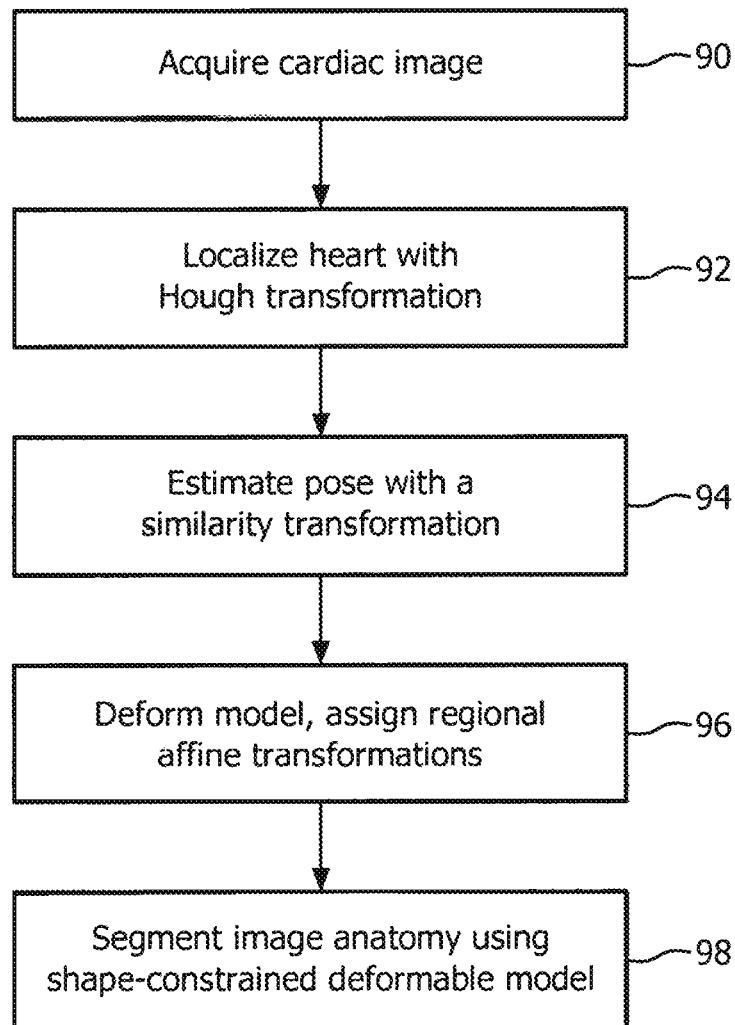 Acquire cardiac image
90
Localize heart with
Hough transformation
92
Estimate pose with a
similarity transformation
94
Deform model, assign regional
affine transformations
96
Segment image anatomy using
shape-constrained deformable model
98